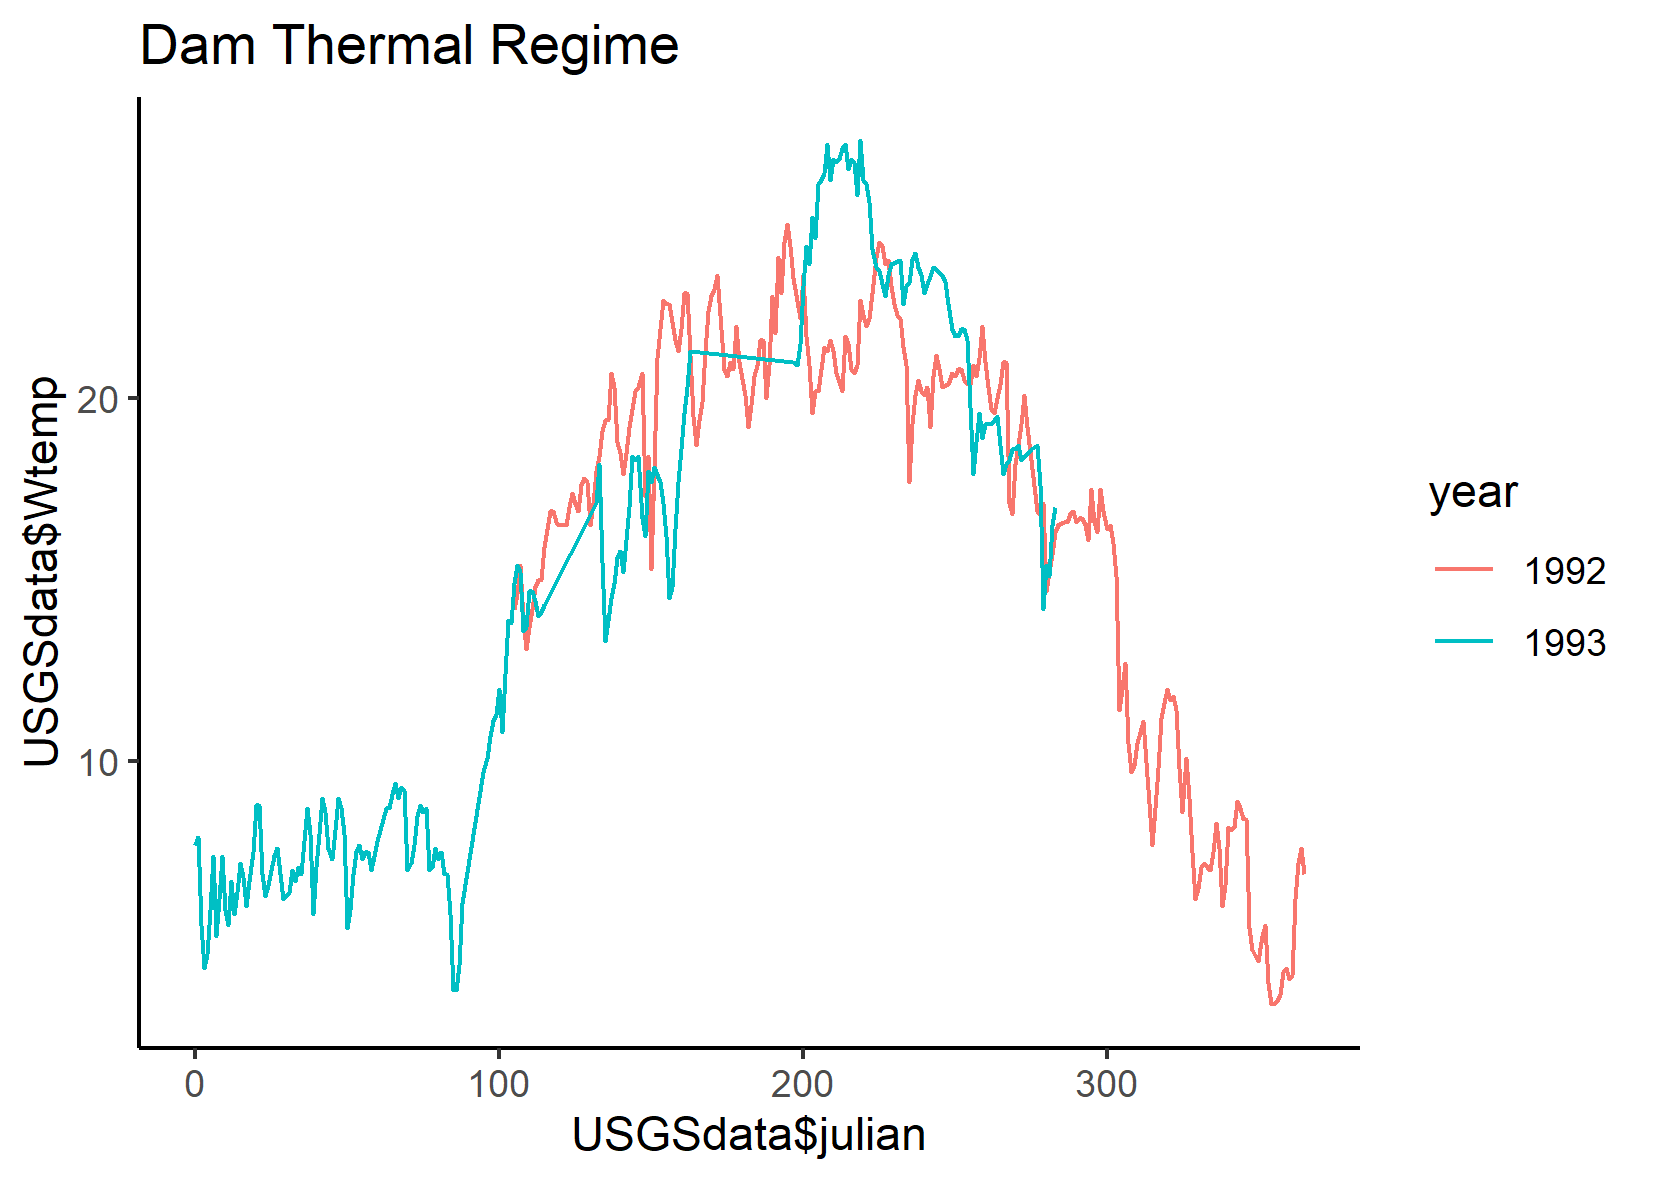 Dam Thermal Regime
USGSdata$Wtemp
20
10
0 100 200 300
USGSdata$julian
year
1992
1993